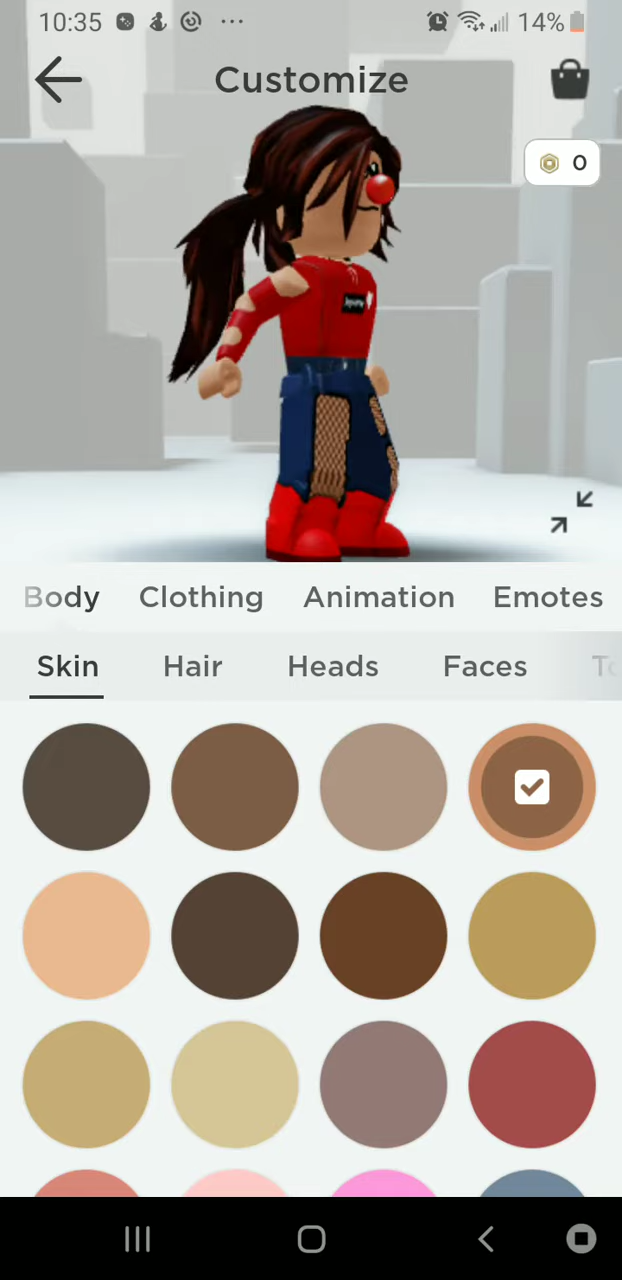 10:35 ... 14%
Customize
0
Body Clothing Animation Emotes
Skin Hair Heads Faces